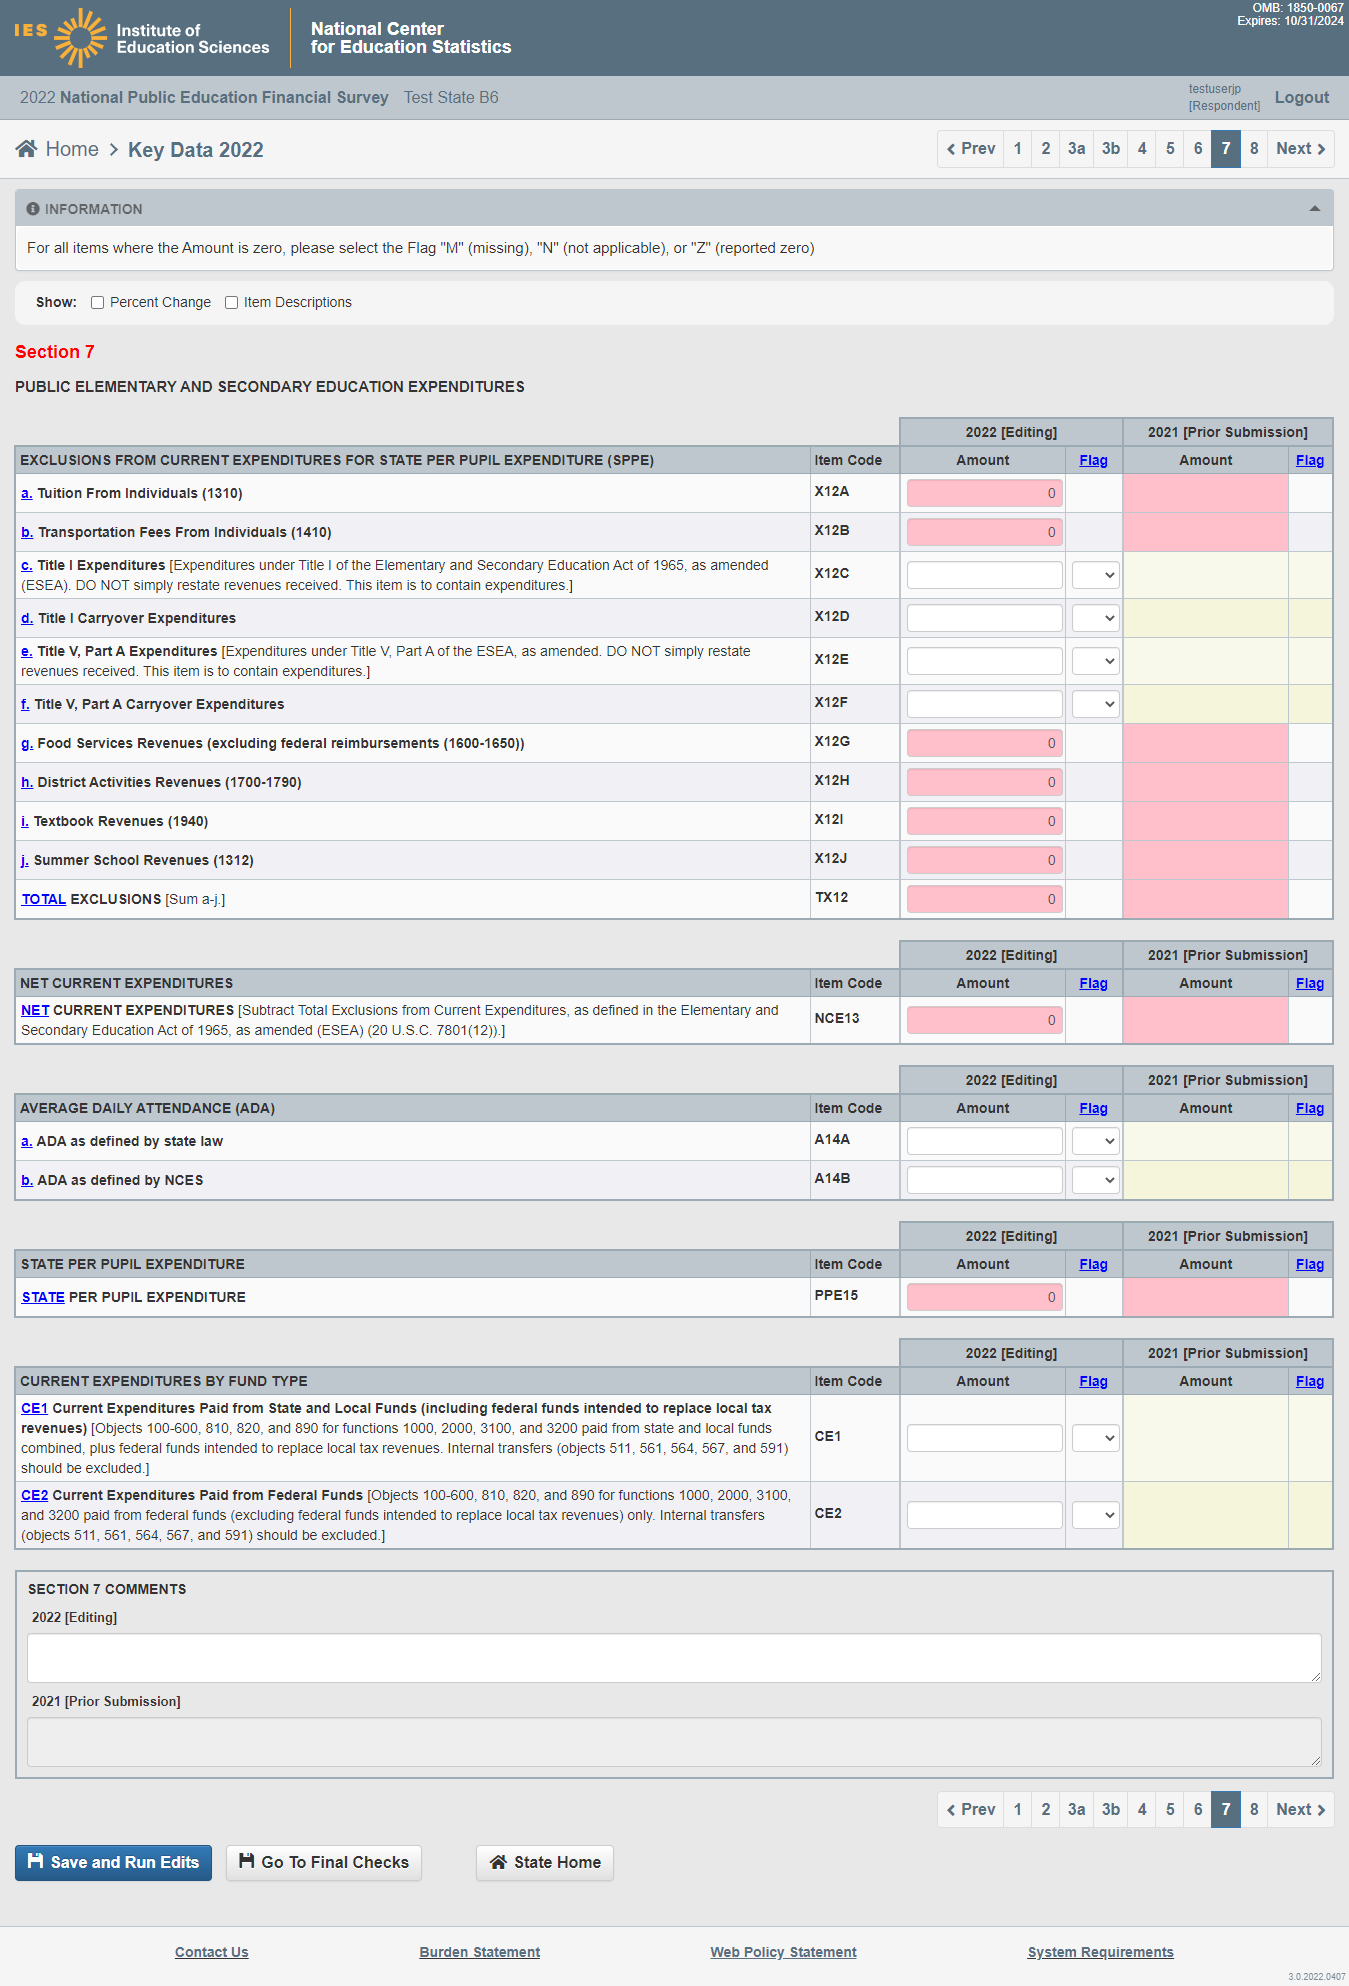 OMB: 1850-0067
Expires: 10/31/2024
IES Institute of Education Sciences
National Center for Education Statistics
2022 National Public Education Financial Survey Test State B6
testuserjp
[Respondent]
Logout
Home > Key Data 2022
Prev 1 2 3a 3b 4 5 6 7 8 Next
INFORMATION
For all items where the Amount is zero, please select the Flag "M" (missing), "N" (not applicable), or "Z" (reported zero)
Show: Percent Change Item Descriptions
Section 7
PUBLIC ELEMENTARY AND SECONDARY EDUCATION EXPENDITURES
2022 [Editing] 2021 [Prior Submission]
EXCLUSIONS FROM CURRENT EXPENDITURES FOR STATE PER PUPIL EXPENDITURE (SPPE) Item Code Amount Flag Amount Flag
a. Tuition From Individuals (1310) X12A 0
b. Transportation Fees From Individuals (1410) X12B 0
c. Title I Expenditures [Expenditures under Title I of the Elementary and Secondary Education Act of 1965, as amended
(ESEA). DO NOT simply restate revenues received. This item is to contain expenditures.] X12C
d. Title I Carryover Expenditures X12D
e. Title V, Part A Expenditures [Expenditures under Title V, Part A of the ESEA, as amended. DO NOT simply restate
revenues received. This item is to contain expenditures.] X12E
f. Title V, Part A Carryover Expenditures X12F
g. Food Services Revenues (excluding federal reimbursements (1600-1650)) X12G 0
h. District Activities Revenues (1700-1790) X12H 0
i. Textbook Revenues (1940) X12I 0
j. Summer School Revenues (1312) X12J 0
TOTAL EXCLUSIONS [Sum a-j.] TX12 0
2022 [Editing] 2021 [Prior Submission]
NET CURRENT EXPENDITURES Item Code Amount Flag Amount Flag
NET CURRENT EXPENDITURES [Subtract Total Exclusions from Current Expenditures, as defined in the Elementary and
Secondary Education Act of 1965, as amended (ESEA) (20 U.S.C. 7801(12)).] NCE13 0
2022 [Editing] 2021 [Prior Submission]
AVERAGE DAILY ATTENDANCE (ADA) Item Code Amount Flag Amount Flag
a. ADA as defined by state law A14A
b. ADA as defined by NCES A14B
2022 [Editing] 2021 [Prior Submission]
STATE PER PUPIL EXPENDITURE Item Code Amount Flag Amount Flag
STATE PER PUPIL EXPENDITURE PPE15 0
2022 [Editing] 2021 [Prior Submission]
CURRENT EXPENDITURES BY FUND TYPE Item Code Amount Flag Amount Flag
CE1 Current Expenditures Paid from State and Local Funds (including federal funds intended to replace local tax
revenues) [Objects 100-600, 810, 820, and 890 for functions 1000, 2000, 3100, and 3200 paid from state and local funds
combined, plus federal funds intended to replace local tax revenues. Internal transfers (objects 511, 561, 564, 567, and 591)
should be excluded.] CE1
CE2 Current Expenditures Paid from Federal Funds [Objects 100-600, 810, 820, and 890 for functions 1000, 2000, 3100,
and 3200 paid from federal funds (excluding federal funds intended to replace local tax revenues) only. Internal transfers
(objects 511, 561, 564, 567, and 591) should be excluded.] CE2
SECTION 7 COMMENTS
2022 [Editing]
2021 [Prior Submission]
Prev 1 2 3a 3b 4 5 6 7 8 Next
Save and Run Edits Go To Final Checks State Home
Contact Us Burden Statement Web Policy Statement System Requirements
3.0.2022.0407